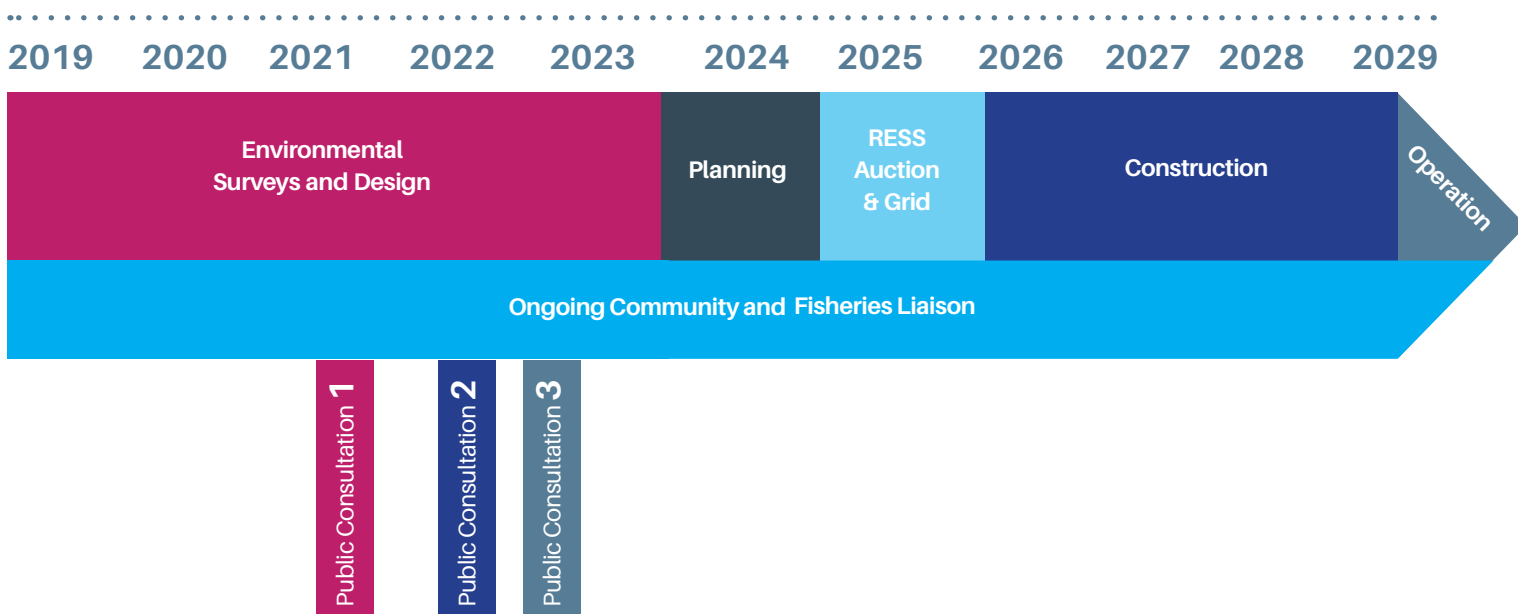 2019 2020 2021 2022 2023 2024 2025 2026 2027 2028 2029
Environmental
Surveys and Design
Planning
RESS
Auction
& Grid
Construction
Operation
Ongoing Community and Fisheries Liaison
Public Consultation 1
Public Consultation 2
Public Consultation 3